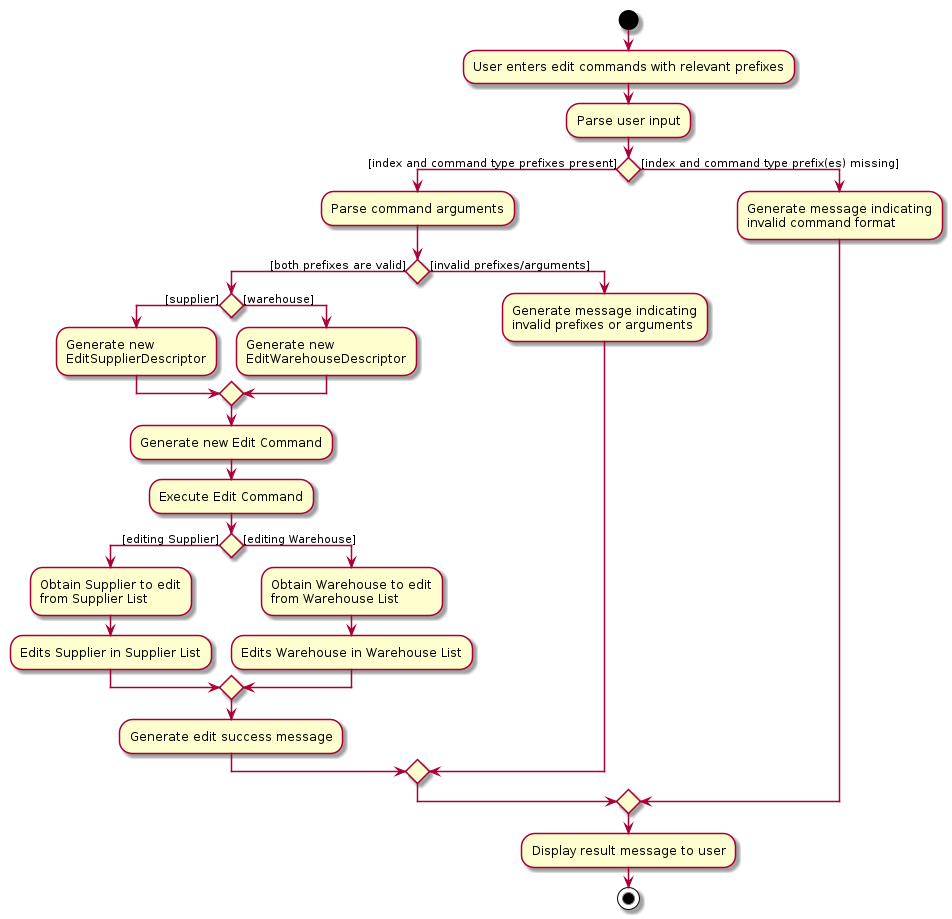 User enters edit commands with relevant prefixes
Parse user input
[index and command type prefixes present]
[index and command type prefix(es) missing]
Parse command arguments
Generate message indicating
invalid command format
[both prefixes are valid]
[invalid prefixes/arguments]
[supplier]
[warehouse]
Generate message indicating
invalid prefixes or arguments
Generate new
EditSupplierDescriptor
Generate new
EditWarehouseDescriptor
Generate new Edit Command
Execute Edit Command
[editing Supplier]
[editing Warehouse]
Obtain Supplier to edit
from Supplier List
Obtain Warehouse to edit
from Warehouse List
Edits Supplier in Supplier List
Edits Warehouse in Warehouse List
Generate edit success message
Display result message to user